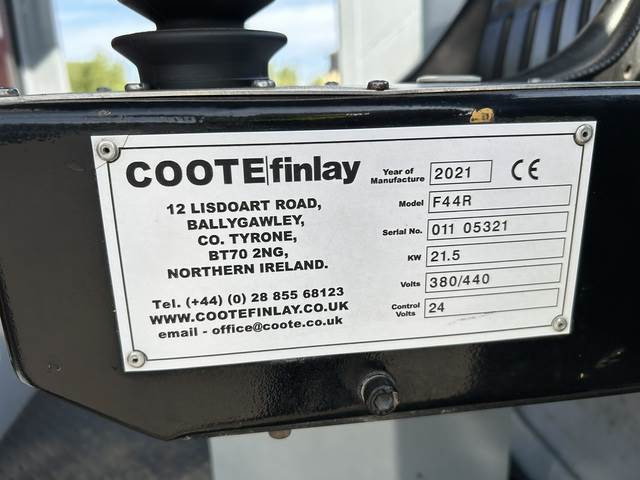 COOTE|finlay
12 LISDOART ROAD,
BALLYGAWLEY,
CO. TYRONE,
BT70 2NG,
NORTHERN IRELAND.
Tel. (+44) (0) 28 855 68123
WWW.COOTEFINLAY.CO.UK
email - office@coote.co.uk
Year of
Manufacture 2021 CE
Model F44R
Serial No. 011 05321
KW 21.5
Volts 380/440
Control
Volts 24